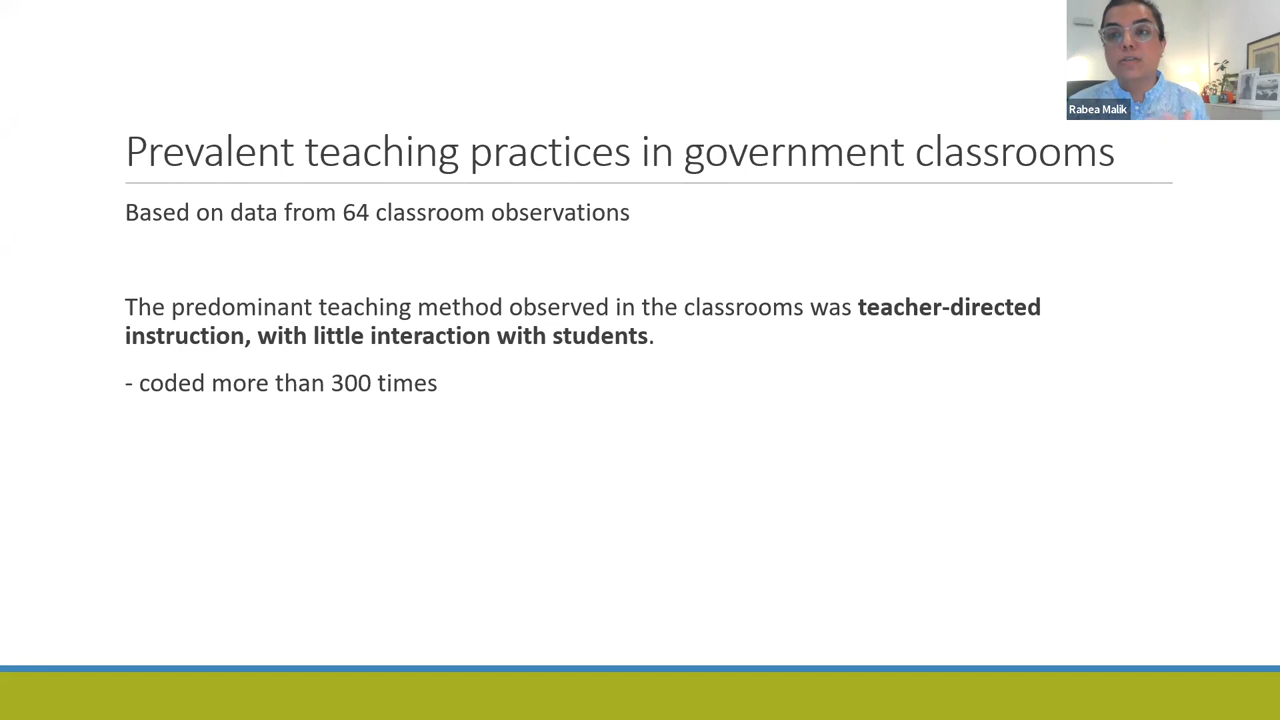 Rabea Malik
Prevalent teaching practices in government classrooms
Based on data from 64 classroom observations
The predominant teaching method observed in the classrooms was teacher-directed
instruction, with little interaction with students.
- coded more than 300 times